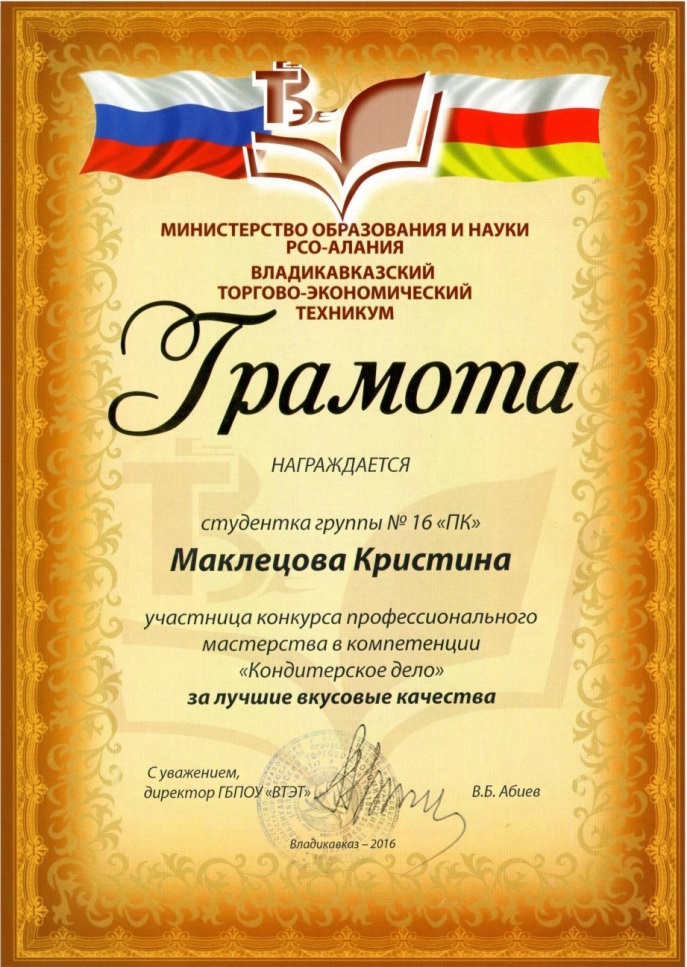 МИНИСТЕРСТВО ОБРАЗОВАНИЯ И НАУКИ
РСО-АЛАНИЯ
ВЛАДИКАВКАЗСКИЙ
ТОРГОВО-ЭКОНОМИЧЕСКИЙ
ТЕХНИКУМ
Грамота
НАГРАЖДАЕТСЯ
студентка группы № 16 «ПК»
Маклецова Кристина
участница конкурса профессионального
мастерства в компетенции
«Кондитерское дело»
за лучшие вкусовые качества
С уважением,
директор ГБПОУ «ВТЭТ» В.Б. Абиев
Владикавказ – 2016